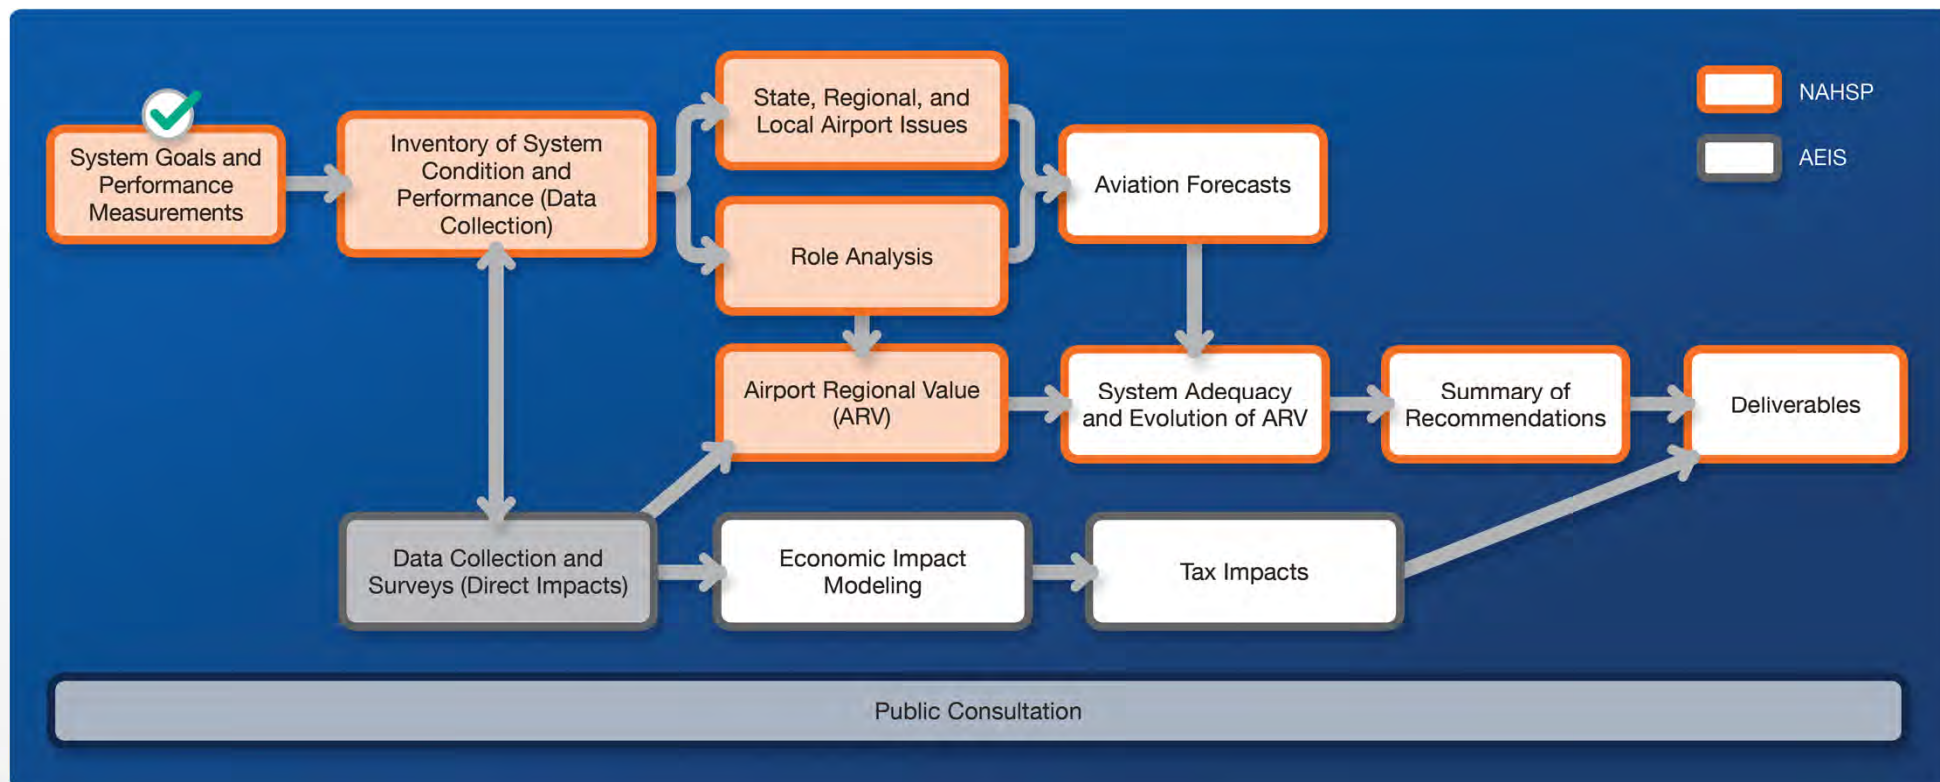 System Goals and
Performance
Measurements
Inventory of System
Condition and
Performance (Data
Collection)
State, Regional, and
Local Airport Issues
Role Analysis
Aviation Forecasts
NAHSP
AEIS
Airport Regional Value
(ARV)
System Adequacy
and Evolution of ARV
Summary of
Recommendations
Deliverables
Data Collection and
Surveys (Direct Impacts)
Economic Impact
Modeling
Tax Impacts
Public Consultation